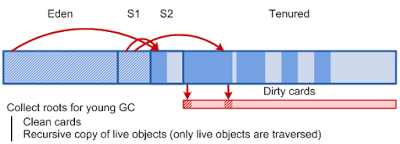 Eden S1 S2 Tenured
Dirty cards
Collect roots for young GC
Clean cards
Recursive copy of live objects (only live objects are traversed)